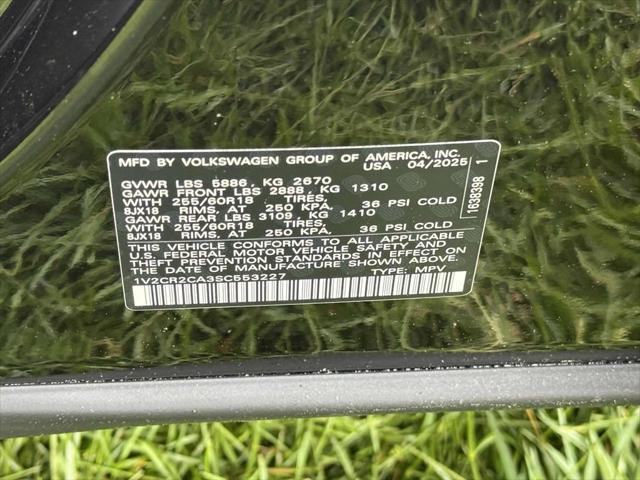 MFD BY VOLKSWAGEN GROUP OF AMERICA, INC.
USA 04/2025
GVWR LBS 5886, KG 2670
GAWR FRONT LBS 2888, KG 1310
WITH 255/60R18 TIRES,
8JX18 RIMS, AT 250 KPA, 36 PSI COLD
GAWR REAR LBS 3109, KG 1410
WITH 255/60R18 TIRES,
8JX18 RIMS, AT 250 KPA, 36 PSI COLD
THIS VEHICLE CONFORMS TO ALL APPLICABLE
U.S. FEDERAL MOTOR VEHICLE SAFETY AND
THEFT PREVENTION STANDARDS IN EFFECT
ON THE DATE OF MANUFACTURE SHOWN ABOVE.
1V2CR2CA3SC553227 TYPE: MPV
1638398 1